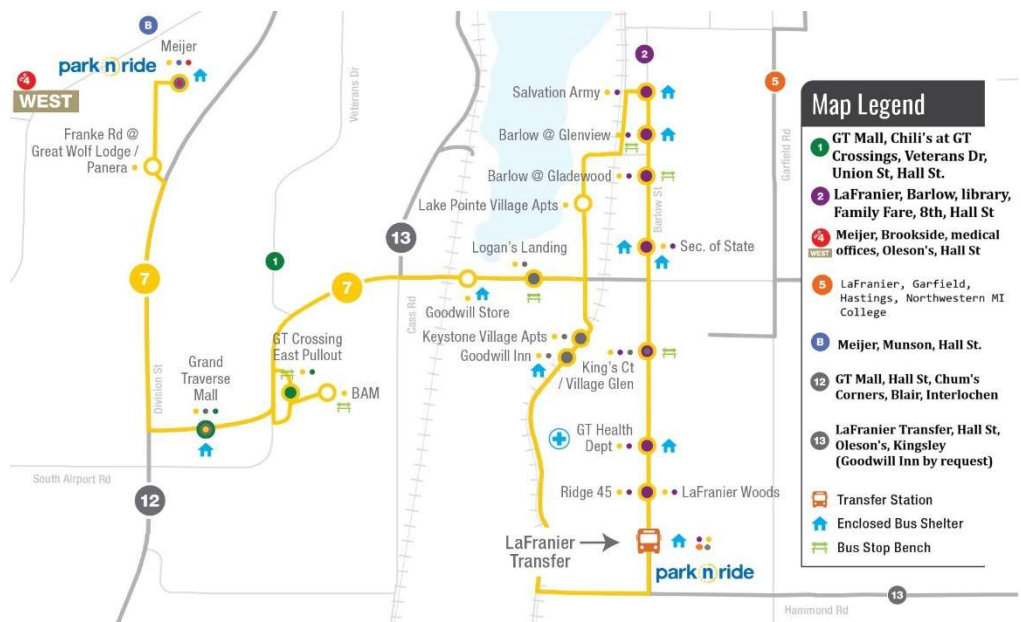 B
Meijer
park n ride
4
WEST
Franke Rd @
Great Wolf Lodge /
Panera
Veterans Dr
2
Salvation Army
Barlow @ Glenview
Barlow @ Gladewood
Lake Pointe Village Apts
Barlow St
Garfield Rd
5
13
Logan's Landing
Sec. of State
7
1
7
Goodwill Store
Cass Rd
GT Crossing
East Pullout
Keystone Village Apts
Goodwill Inn
King's Ct
/ Village Glen
Grand
Traverse
Mall
BAM
Division St
GT Health
Dept
South Airport Rd
12
Ridge 45
LaFranier Woods
LaFranier
Transfer
park n ride
13
Hammond Rd
Map Legend
1
GT Mall, Chili's at GT
Crossings, Veterans Dr,
Union St, Hall St.
2
LaFranier, Barlow, library,
Family Fare, 8th, Hall St
4
WEST
Meijer, Brookside, medical
offices, Oleson's, Hall St
5
LaFranier, Garfield,
Hastings, Northwestern MI
College
B
Meijer, Munson, Hall St.
12
GT Mall, Hall St, Chum's
Corners, Blair, Interlochen
13
LaFranier Transfer, Hall St,
Oleson's, Kingsley
(Goodwill Inn by request)
Transfer Station
Enclosed Bus Shelter
Bus Stop Bench